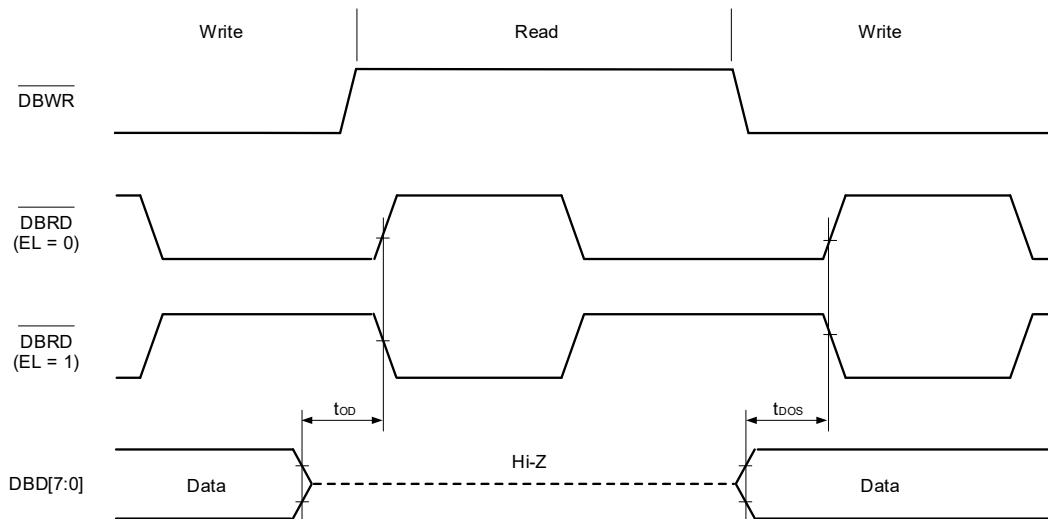 Write
Read
Write
DBWR
DBRD
(EL = 0)
DBRD
(EL = 1)
tOD
tDOS
Hi-Z
DBD[7:0]
Data
Data